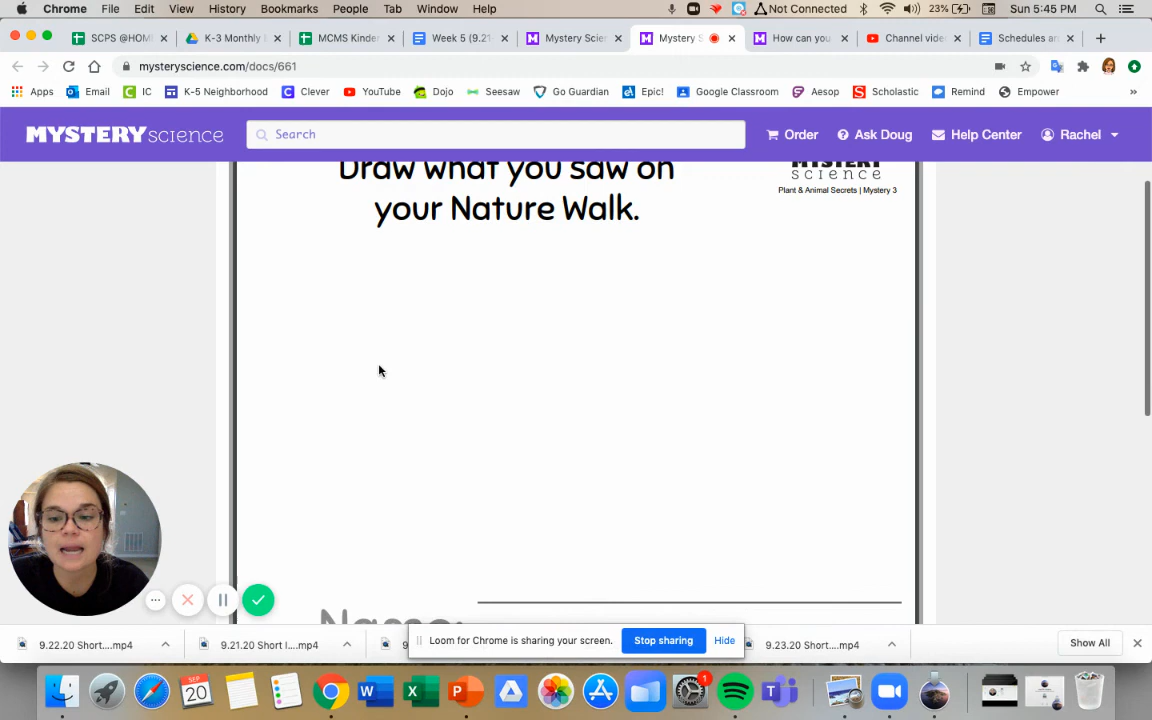 Chrome File Edit View History Bookmarks People Tab Window Help Not Connected 23% Sun 5:45 PM
SCPS @HOM K-3 Monthly MCMS Kinder Week 5 (9.21 Mystery Scien Mystery S How can you Channel vide Schedules an
mysteryscience.com/docs/661
Apps Email IC K-5 Neighborhood Clever YouTube Dojo Seesaw Go Guardian Epic! Google Classroom Aesop Scholastic Remind Empower »
MYSTERY science Search Order Ask Doug Help Center Rachel
Draw what you saw on
your Nature Walk.
MYSTERY
science
Plant & Animal Secrets | Mystery 3
Name:
Loom for Chrome is sharing your screen. Stop sharing Hide
9.22.20 Short....mp4 9.21.20 Short I....mp4 9.23.20 Short....mp4 Show All
SEP
20
1